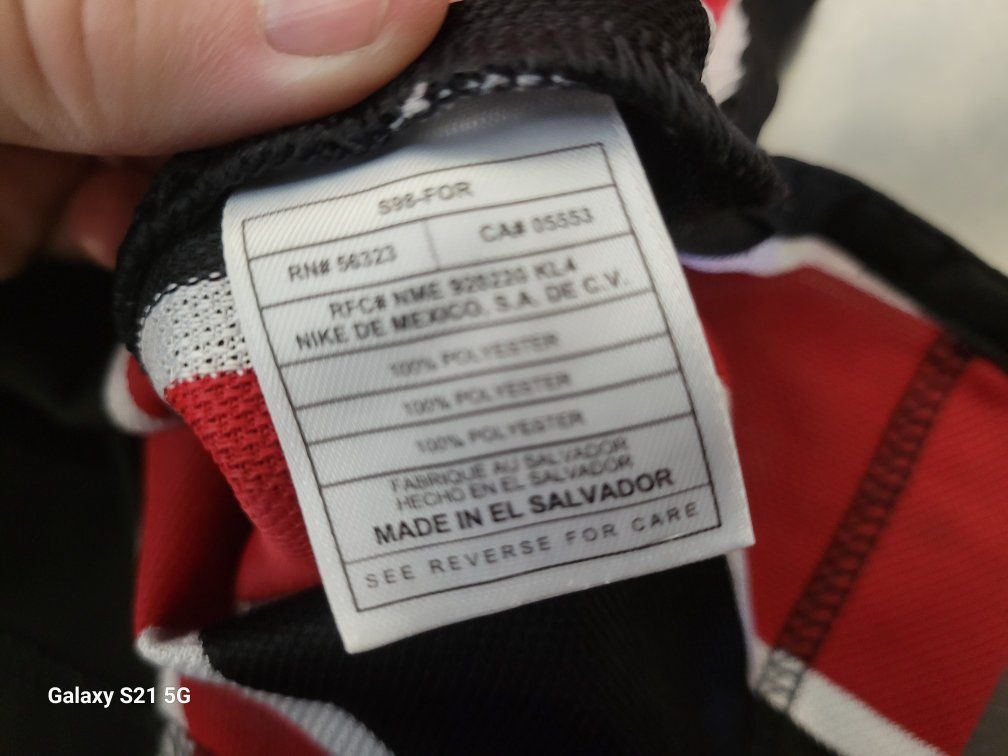 S98-FOR
RN# 56323 CA# 05553
RFC# NME 920220 KL4
NIKE DE MEXICO. S.A. DE C.V.
100% POLYESTER
100% POLYESTER
100% POLYESTER
FABRIQUE AU SALVADOR
HECHO EN EL SALVADOR
MADE IN EL SALVADOR
SEE REVERSE FOR CARE
Galaxy S21 5G